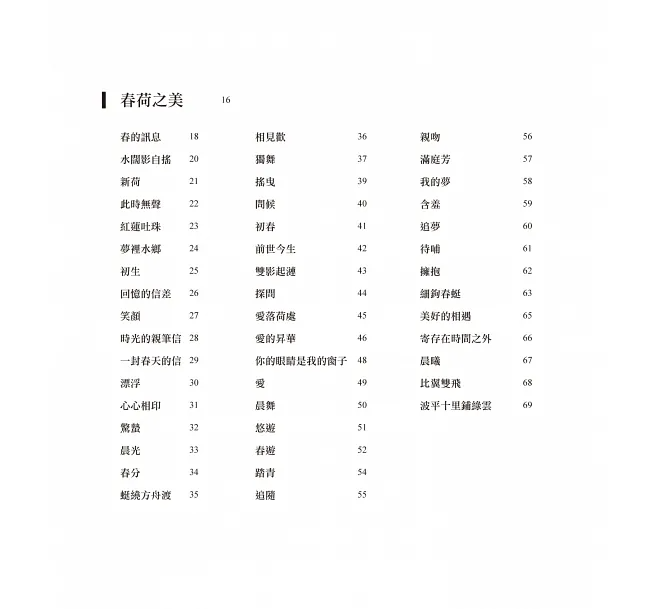 春荷之美 16
春的訊息 18
水闊影自搖 20
新荷 21
此時無聲 22
紅蓮吐珠 23
夢裡水鄉 24
初生 25
回憶的信差 26
笑顏 27
時光的親筆信 28
一封春天的信 29
漂浮 30
心心相印 31
驚蟄 32
晨光 33
春分 34
蜓繞方舟渡 35
相見歡 36
獨舞 37
搖曳 39
問候 40
初春 41
前世今生 42
雙影起漣 43
探問 44
愛落荷處 45
愛的昇華 46
你的眼睛是我的窗子 48
愛 49
晨舞 50
悠遊 51
春遊 52
踏青 54
追隨 55
親吻 56
滿庭芳 57
我的夢 58
含羞 59
追夢 60
待哺 61
擁抱 62
細鉤春蜓 63
美好的相遇 65
寄存在時間之外 66
晨曦 67
比翼雙飛 68
波平十里鋪綠雲 69